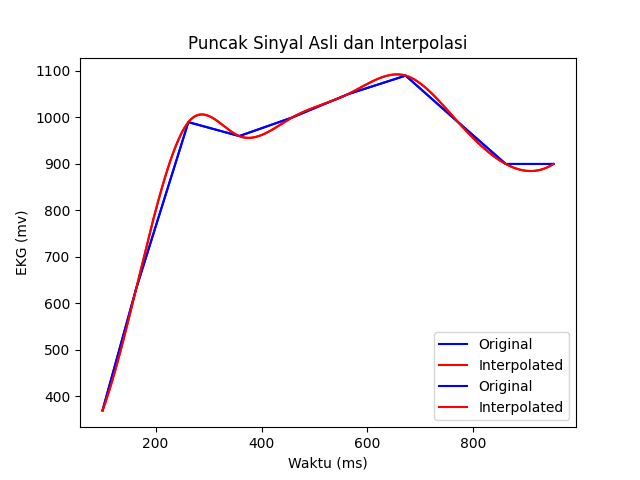 Puncak Sinyal Asli dan Interpolasi
1100
1000
900
800
700
600
500
400
EKG (mv)
200
400
600
800
Waktu (ms)
Original
Interpolated
Original
Interpolated